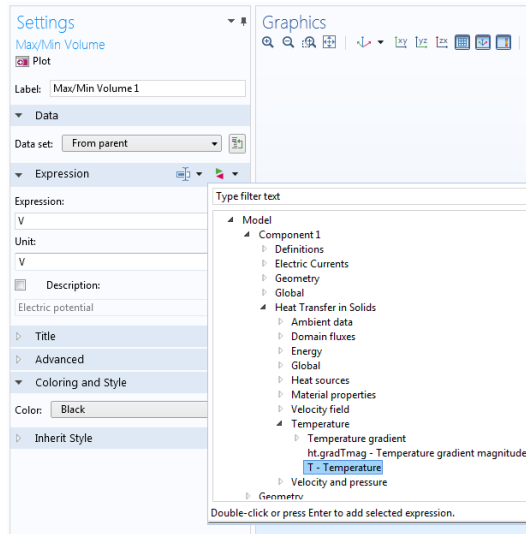 Settings
Max/Min Volume
Plot
Label: Max/Min Volume 1
Data
Data set: From parent
Expression
Expression:
V
Unit:
V
Description:
Electric potential
Title
Advanced
Coloring and Style
Color: Black
Inherit Style
Graphics
xy yz zx
Type filter text
Model
Component 1
Definitions
Electric Currents
Geometry
Global
Heat Transfer in Solids
Ambient data
Domain fluxes
Energy
Global
Heat sources
Material properties
Velocity field
Temperature
Temperature gradient
ht.gradTmag - Temperature gradient magnitude
T - Temperature
Velocity and pressure
Geometry
Double-click or press Enter to add selected expression.